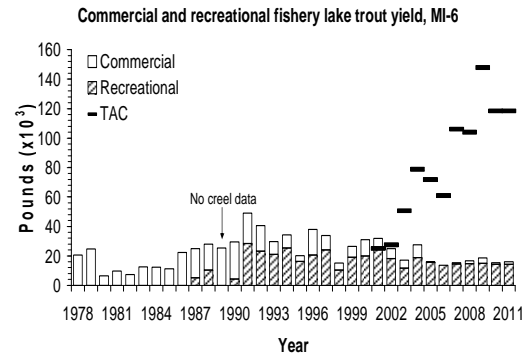 Commercial and recreational fishery lake trout yield, MI-6
Pounds (x10³)
160
140
120
100
80
60
40
20
0
Commercial
Recreational
TAC
No creel data
1978 1981 1984 1987 1990 1993 1996 1999 2002 2005 2008 2011
Year